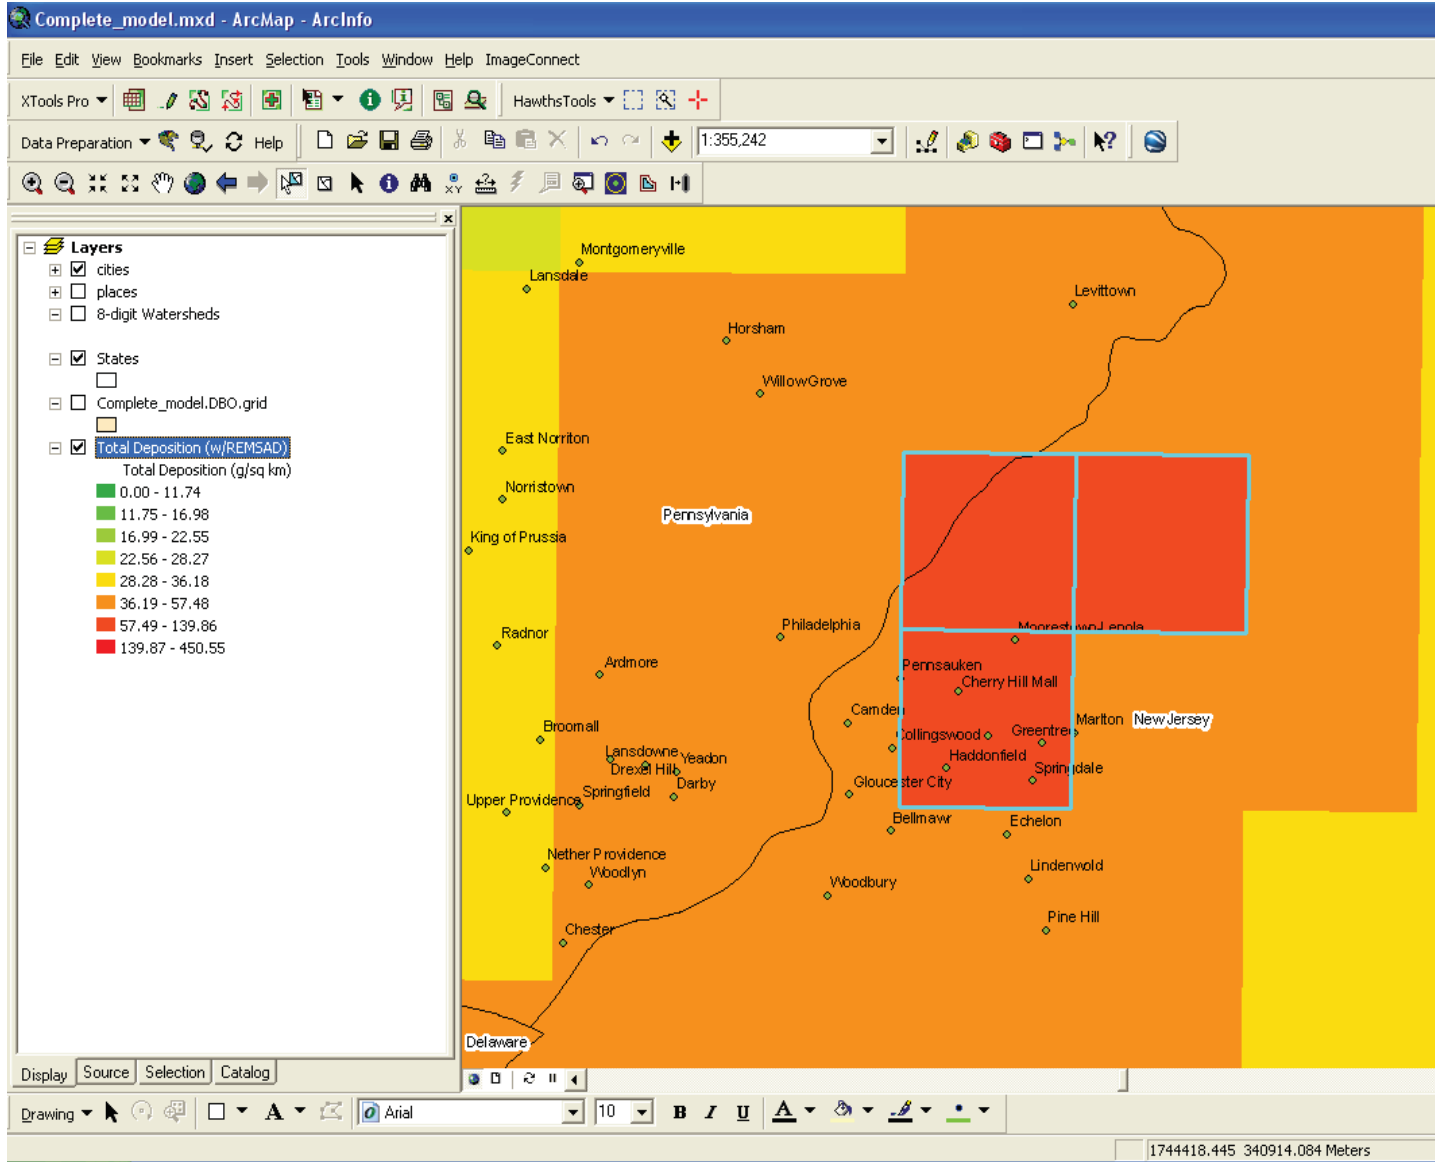 Complete_model.mxd - ArcMap - ArcInfo
File Edit View Bookmarks Insert Selection Tools Window Help ImageConnect
XTools Pro HawthsTools
Data Preparation Help 1:355,242
Layers
cities
places
8-digit Watersheds
States
Complete_model.DBO.grid
Total Deposition (w/REMSAD)
Total Deposition (g/sq km)
0.00 - 11.74
11.75 - 16.98
16.99 - 22.55
22.56 - 28.27
28.28 - 36.18
36.19 - 57.48
57.49 - 139.86
139.87 - 450.55
Montgomeryville
Lansdale
Levittown
Horsham
WillowGrove
East Norriton
Norristown
Pennsylvania
King of Prussia
Radnor
Philadelphia
Moorestown-Lenola
Ardmore
Pennsauken
Cherry Hill Mall
Camden
Marlton
New Jersey
Broomall
Collingswood
Greentree
Lansdowne
Yeadon
Drexel Hill
Haddonfield
Springdale
Darby
Gloucester City
Upper Providence
Springfield
Bellmawr
Echelon
Nether Providence
Woodlyn
Lindenwold
Woodbury
Pine Hill
Chester
Delaware
Display Source Selection Catalog
Drawing A Arial 10 B I U A
1744418.445 340914.084 Meters